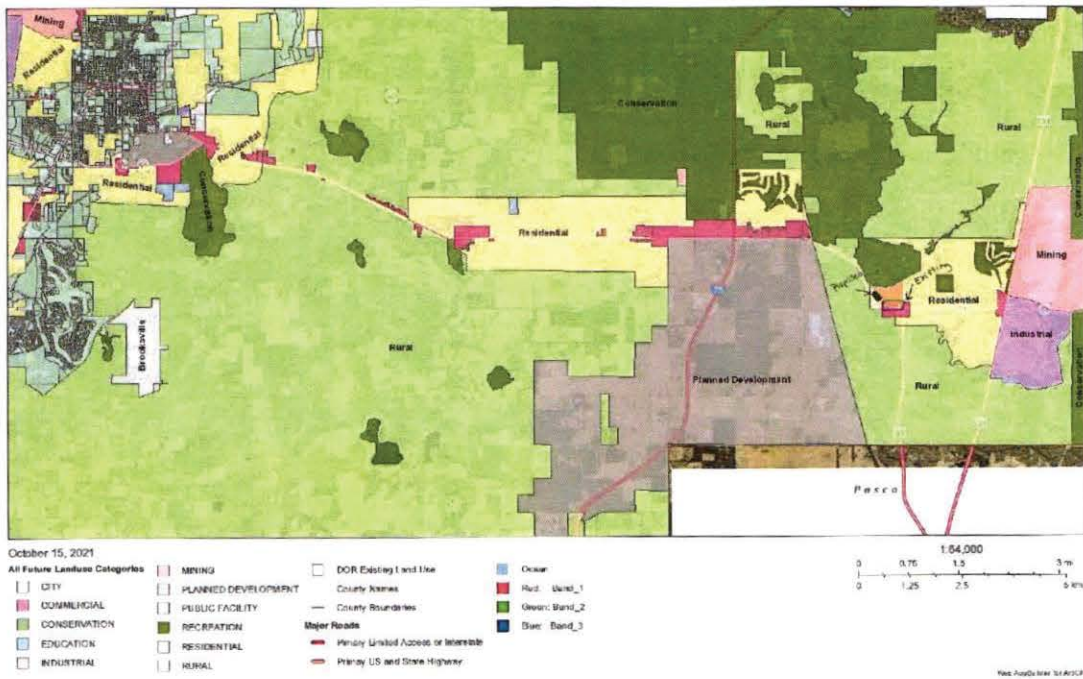 Mining
Residential
Residential
Residential
Conservation
Conservation
Rural
Rural
Conservation
Residential
Mining
Existing
Residential
Industrial
Brooksville
Rural
Planned Development
Rural
Conservation
Pasco
October 15, 2021
1:64,000
All Future Landuse Categories
CITY
COMMERCIAL
CONSERVATION
EDUCATION
INDUSTRIAL
MINING
PLANNED DEVELOPMENT
PUBLIC FACILITY
RECREATION
RESIDENTIAL
RURAL
DOR Existing Land Use
County Names
County Boundaries
Major Roads
Primary Limited Access or Interstate
Primary US and State Highway
Ocean
Red: Band_1
Green: Band_2
Blue: Band_3
0 0.75 1.5 3 mi
0 1.25 2.5 5 km